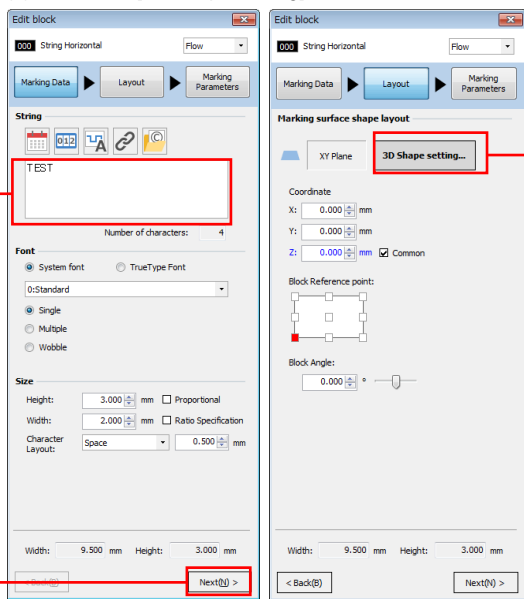 Edit block
000 String Horizontal Flow
Marking Data Layout Marking Parameters
String
012 A ©
TEST
Number of characters: 4
Font
System font TrueType Font
0:Standard
Single
Multiple
Wobble
Size
Height: 3.000 mm Proportional
Width: 2.000 mm Ratio Specification
Character Layout: Space 0.500 mm
Width: 9.500 mm Height: 3.000 mm
< Back(B) Next(N) >
Edit block
000 String Horizontal Flow
Marking Data Layout Marking Parameters
Marking surface shape layout
XY Plane 3D Shape setting...
Coordinate
X: 0.000 mm
Y: 0.000 mm
Z: 0.000 mm Common
Block Reference point:
Block Angle:
0.000 °
Width: 9.500 mm Height: 3.000 mm
< Back(B) Next(N) >